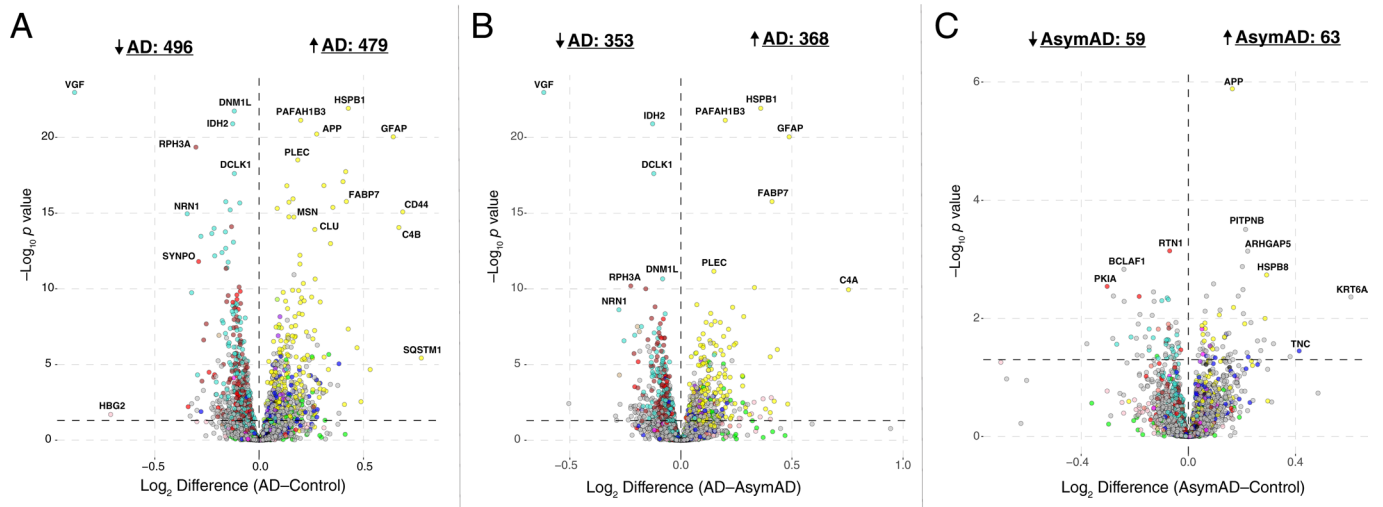 A
↓ AD: 496
↑ AD: 479
VGF
DNM1L
HSPB1
PAFAH1B3
IDH2
APP
GFAP
20
RPH3A
PLEC
DCLK1
FABP7
NRN1
CD44
15
MSN
CLU
C4B
SYNPO
10
SQSTM1
5
HBG2
0
−Log10 p value
−0.5
0.0
0.5
Log2 Difference (AD−Control)
B
↓ AD: 353
↑ AD: 368
VGF
HSPB1
IDH2
PAFAH1B3
GFAP
20
DCLK1
FABP7
15
PLEC
RPH3A
DNM1L
C4A
10
NRN1
5
0
−Log10 p value
−0.5
0.0
0.5
1.0
Log2 Difference (AD−AsymAD)
C
↓ AsymAD: 59
↑ AsymAD: 63
6
APP
4
PITPNB
RTN1
ARHGAP5
BCLAF1
HSPB8
PKIA
KRT6A
2
TNC
0
−Log10 p value
−0.4
0.0
0.4
Log2 Difference (AsymAD−Control)